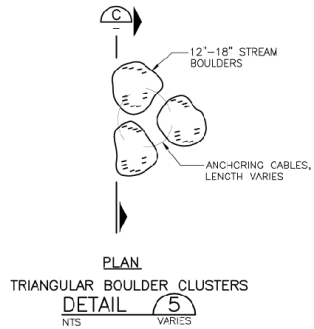 C
–
12"-18" STREAM
BOULDERS
ANCHORING CABLES,
LENGTH VARIES
PLAN
TRIANGULAR BOULDER CLUSTERS
DETAIL 5
NTS VARIES